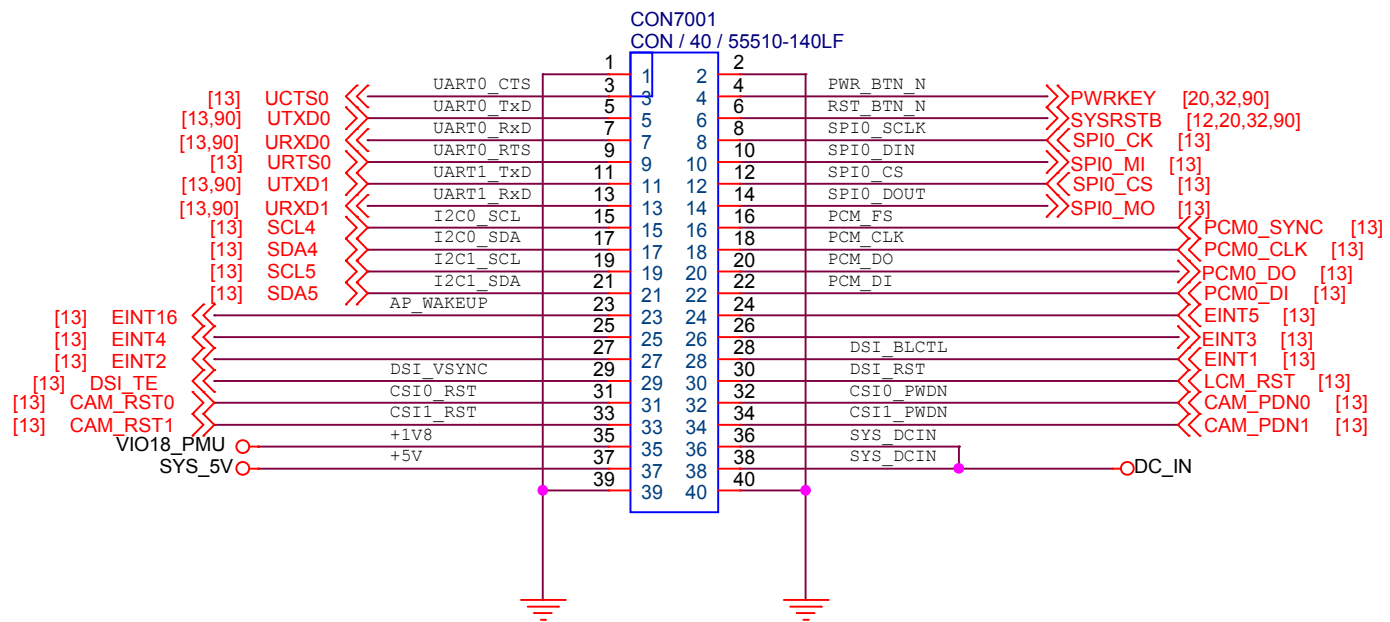 CON7001
CON / 40 / 55510-140LF
1 1 2 2
[13] UCTS0 UART0_CTS 3 3 4 4 PWR_BTN_N PWRKEY [20,32,90]
[13,90] UTXD0 UART0_TxD 5 5 6 6 RST_BTN_N SYSRSTB [12,20,32,90]
[13,90] URXD0 UART0_RxD 7 7 8 8 SPI0_SCLK SPI0_CK [13]
[13] URTS0 UART0_RTS 9 9 10 10 SPI0_DIN SPI0_MI [13]
[13,90] UTXD1 UART1_TxD 11 11 12 12 SPI0_CS SPI0_CS [13]
[13,90] URXD1 UART1_RxD 13 13 14 14 SPI0_DOUT SPI0_MO [13]
[13] SCL4 I2C0_SCL 15 15 16 16 PCM_FS PCM0_SYNC [13]
[13] SDA4 I2C0_SDA 17 17 18 18 PCM_CLK PCM0_CLK [13]
[13] SCL5 I2C1_SCL 19 19 20 20 PCM_DO PCM0_DO [13]
[13] SDA5 I2C1_SDA 21 21 22 22 PCM_DI PCM0_DI [13]
[13] EINT16 AP_WAKEUP 23 23 24 24 EINT5 [13]
[13] EINT4 25 25 26 26 EINT3 [13]
[13] EINT2 27 27 28 28 DSI_BLCTL EINT1 [13]
[13] DSI_TE DSI_VSYNC 29 29 30 30 DSI_RST LCM_RST [13]
[13] CAM_RST0 CSI0_RST 31 31 32 32 CSI0_PWDN CAM_PDN0 [13]
[13] CAM_RST1 CSI1_RST 33 33 34 34 CSI1_PWDN CAM_PDN1 [13]
VIO18_PMU +1V8 35 35 36 36 SYS_DCIN
SYS_5V +5V 37 37 38 38 SYS_DCIN DC_IN
39 39 40 40